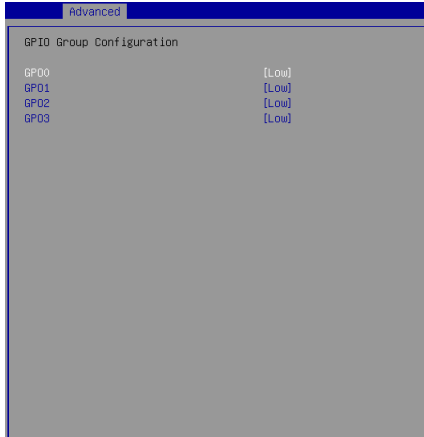 Advanced
GPIO Group Configuration
GPO0 [Low]
GPO1 [Low]
GPO2 [Low]
GPO3 [Low]